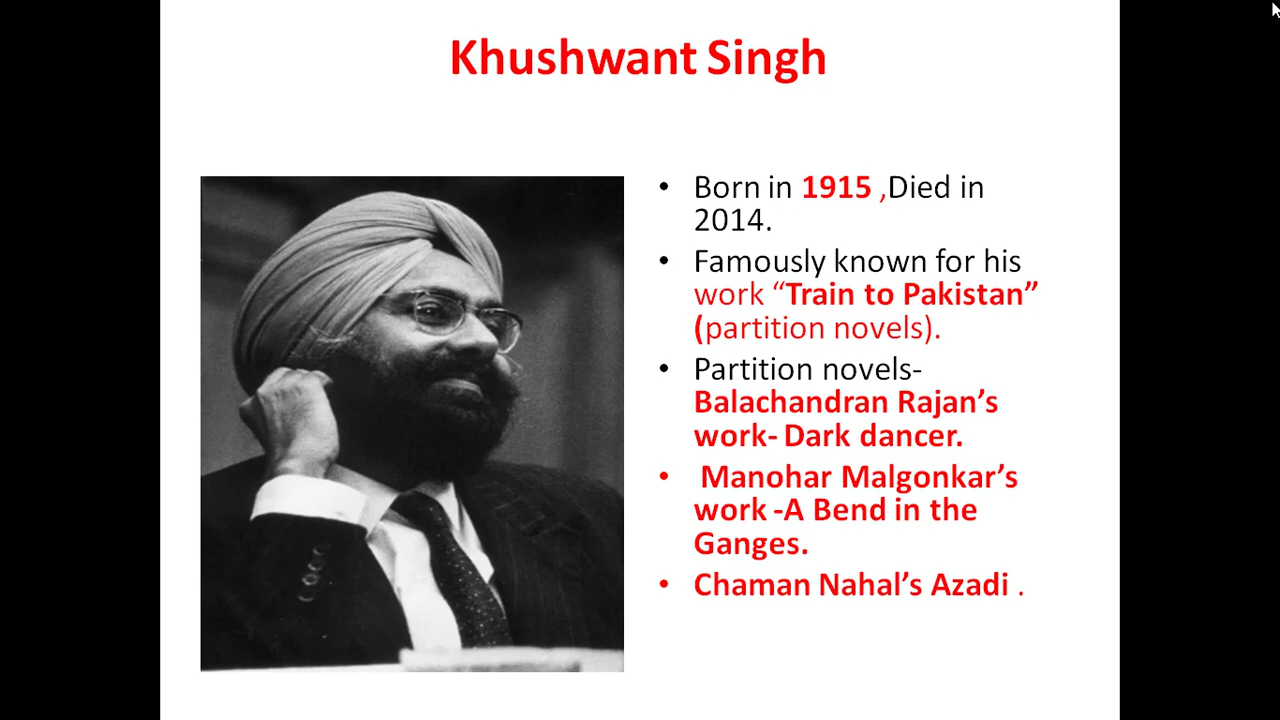 Khushwant Singh
• Born in 1915 ,Died in
2014.
• Famously known for his
work “Train to Pakistan”
(partition novels).
• Partition novels-
Balachandran Rajan’s
work- Dark dancer.
• Manohar Malgonkar’s
work -A Bend in the
Ganges.
• Chaman Nahal’s Azadi .